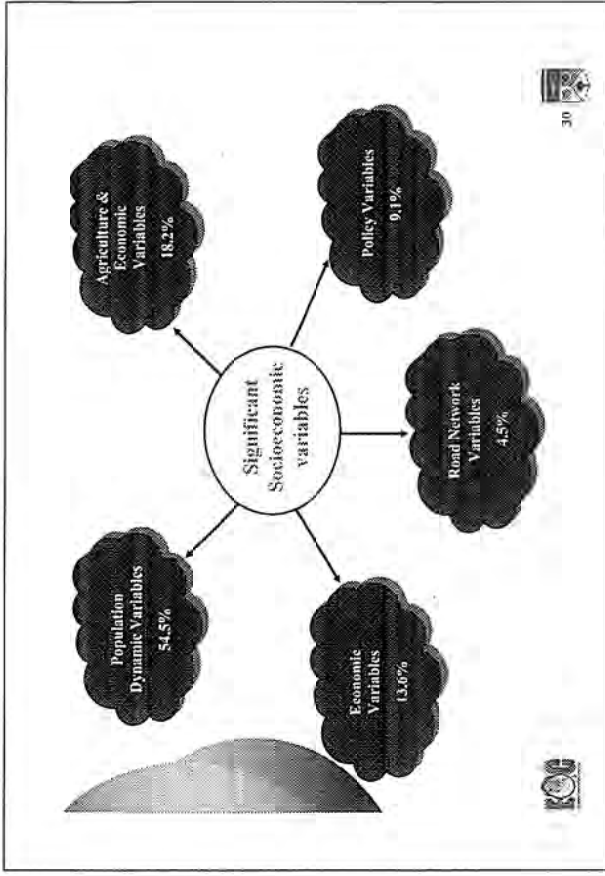 Significant
Socioeconomic
variables
Population
Dynamic Variables
54.5%
Agriculture &
Economic
Variables
18.2%
Economic
Variables
13.6%
Road Network
Variables
4.5%
Policy Variables
9.1%
30